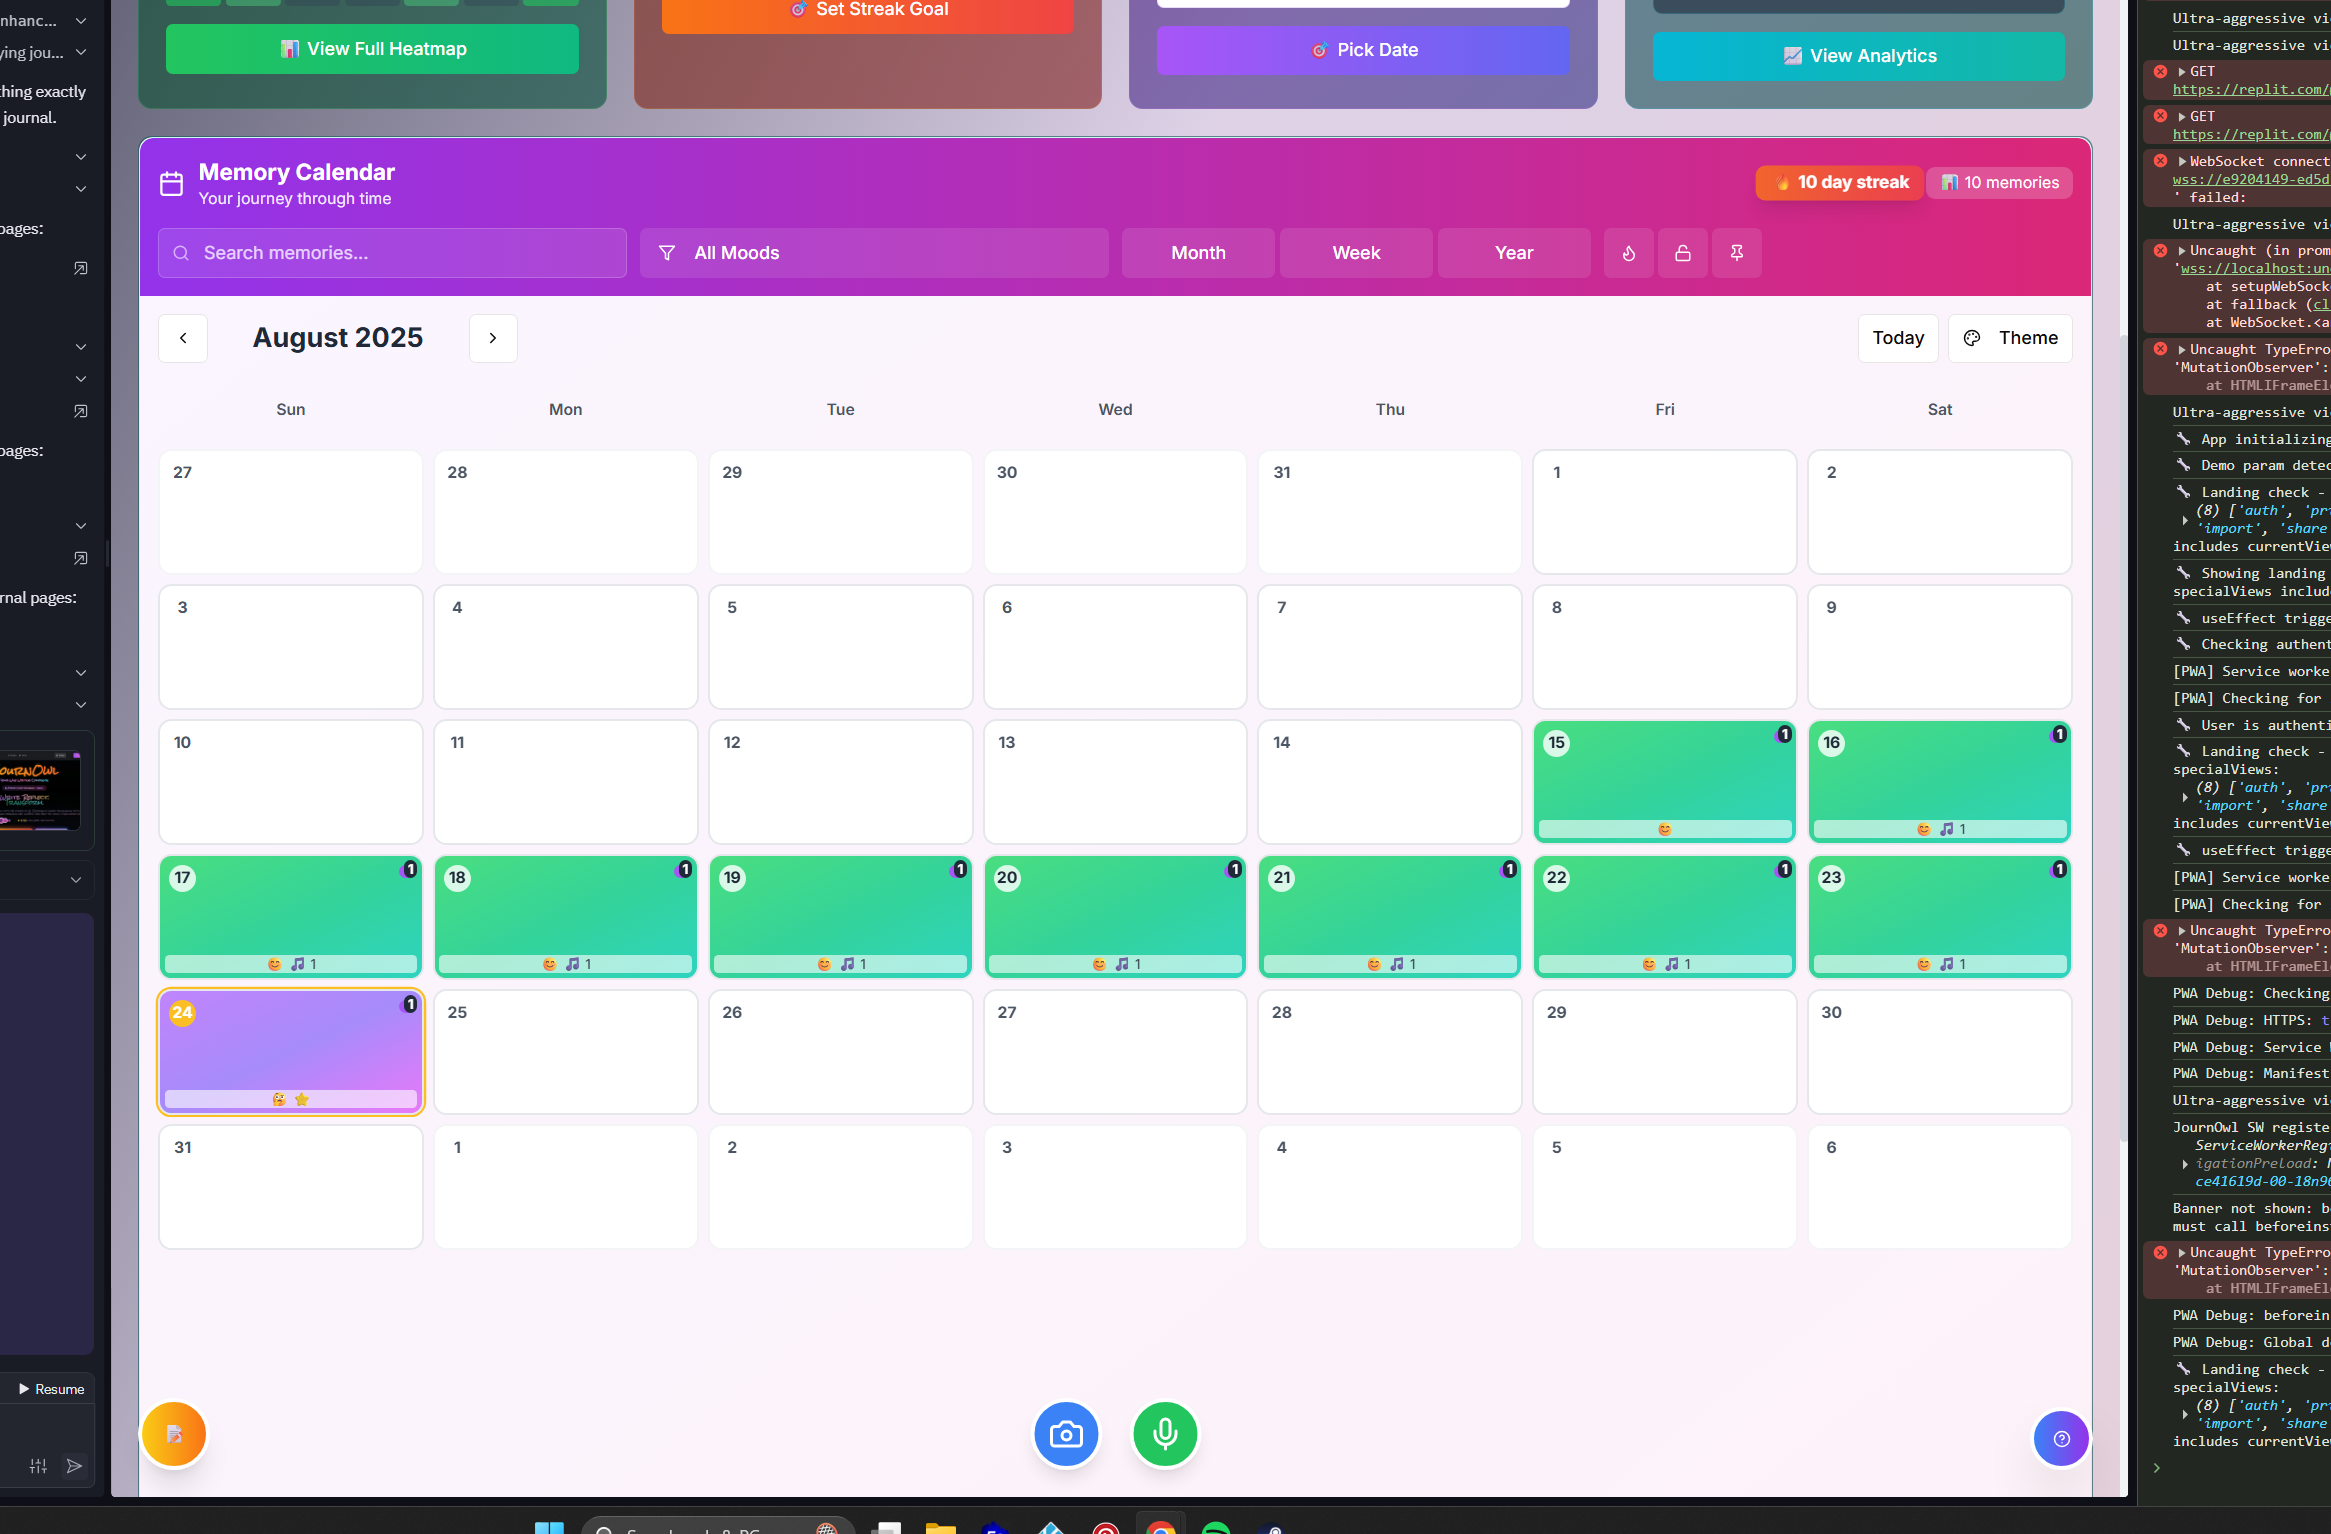 nhanc...
ying jou...
thing exactly
journal.
pages:
pages:
rnal pages:
Resume
Set Streak Goal
View Full Heatmap
Pick Date
View Analytics
Memory Calendar
Your journey through time
10 day streak
10 memories
Search memories...
All Moods
Month
Week
Year
August 2025
Today
Theme
Sun Mon Tue Wed Thu Fri Sat
27 28 29 30 31 1 2
3 4 5 6 7 8 9
10 11 12 13 14 15 1 16 1
1
17 1 18 1 19 1 20 1 21 1 22 1 23 1
1 1 1 1 1 1 1
24 1 25 26 27 28 29 30
31 1 2 3 4 5 6
Ultra-aggressive vi
Ultra-aggressive vi
GET
https://replit.com/
GET
https://replit.com/
WebSocket connect
wss://e9204149-ed5d
' failed:
Ultra-aggressive vi
Uncaught (in prom
'wss://localhost:un
at setupWebSock
at fallback (cl
at WebSocket.<a
Uncaught TypeErro
'MutationObserver':
at HTMLIFrameEl
Ultra-aggressive vi
App initializing
Demo param detec
Landing check -
(8) ['auth', 'pr
'import', 'share
includes currentVie
Showing landing
specialViews includ
useEffect trigge
Checking authent
[PWA] Service worke
[PWA] Checking for
User is authenti
Landing check -
specialViews:
(8) ['auth', 'pr
'import', 'share
includes currentVie
useEffect trigge
[PWA] Service worke
[PWA] Checking for
Uncaught TypeErro
'MutationObserver':
at HTMLIFrameEl
PWA Debug: Checking
PWA Debug: HTTPS: t
PWA Debug: Service
PWA Debug: Manifest
Ultra-aggressive vi
JournOwl SW registe
ServiceWorkerReg
igationPreload:
ce41619d-00-18n9
Banner not shown: b
must call beforeins
Uncaught TypeErro
'MutationObserver':
at HTMLIFrameEl
PWA Debug: beforein
PWA Debug: Global d
Landing check -
specialViews:
(8) ['auth', 'pr
'import', 'share
includes currentVie